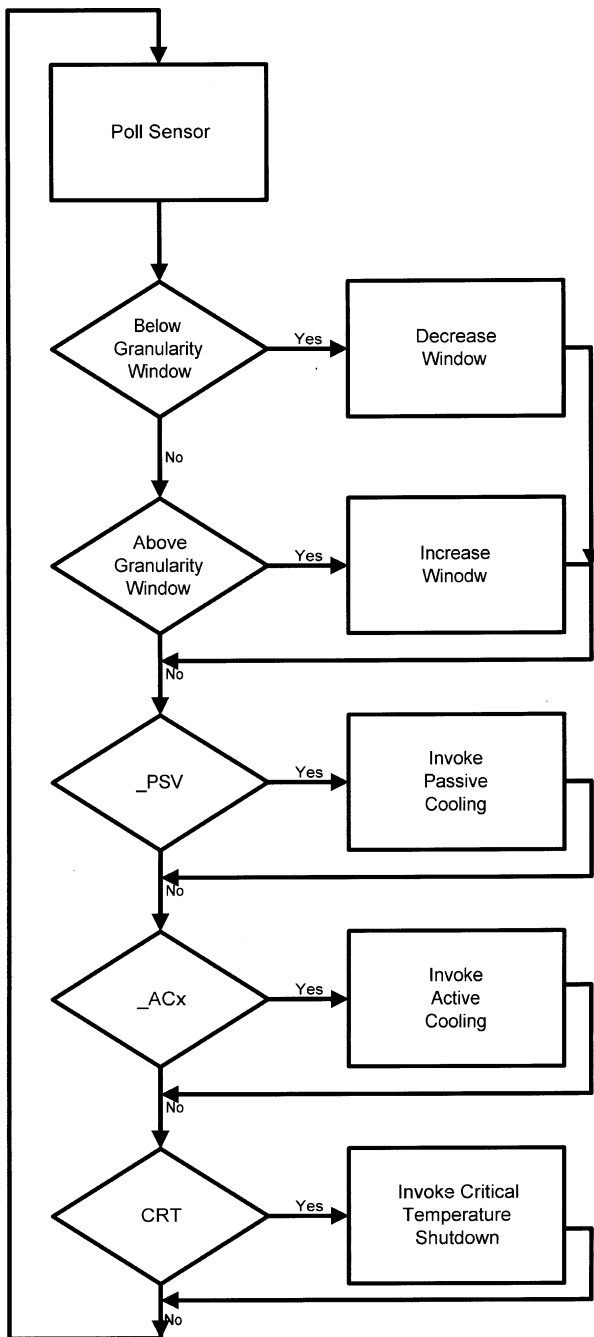 Poll Sensor
Below
Granularity
Window
Yes
Decrease
Window
No
Above
Granularity
Window
Yes
Increase
Winodw
No
_PSV
Yes
Invoke
Passive
Cooling
No
_ACx
Yes
Invoke
Active
Cooling
No
CRT
Yes
Invoke Critical
Temperature
Shutdown
No